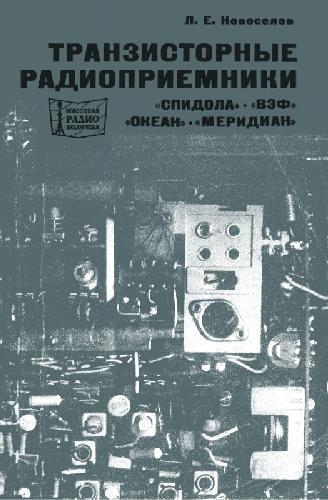 Л. Е. Новоселов
ТРАНЗИСТОРНЫЕ
РАДИОПРИЕМНИКИ
«СПИДОЛА» · «ВЭФ»
«ОКЕАН» · «МЕРИДИАН»
МАССОВАЯ
РАДИО
БИБЛИОТЕКА